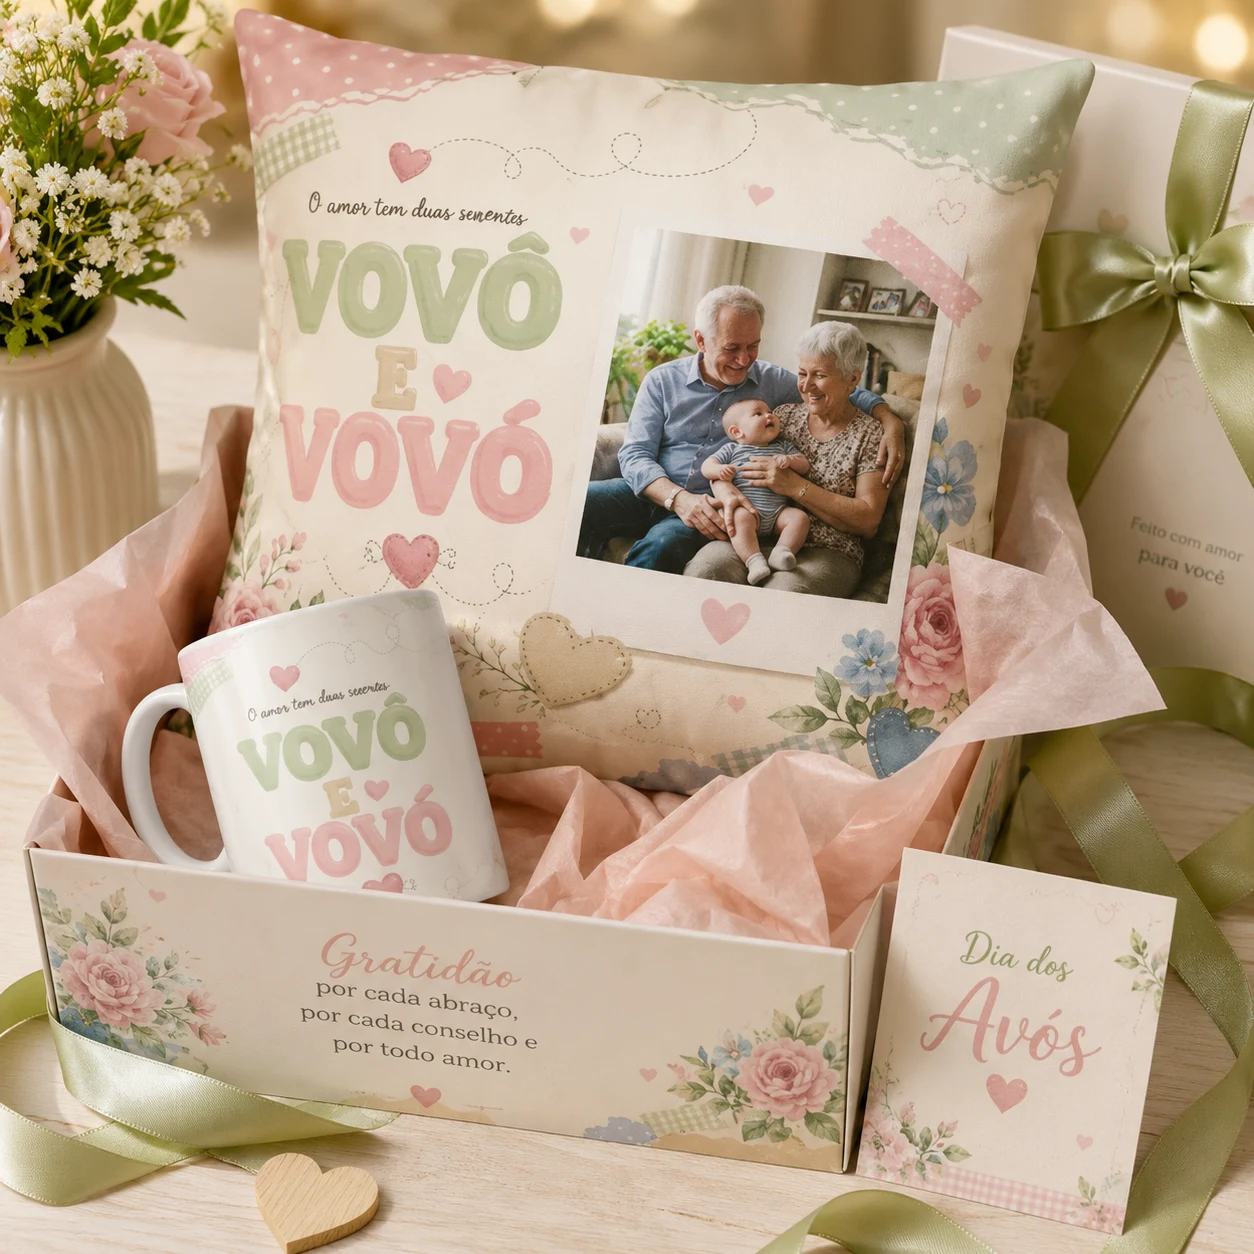 O amor tem duas sementes
VOVÔ
E
VOVÓ
Feito com amor
para você
O amor tem duas
VOVÔ
E
VOVÓ
Gratidão
por cada abraço,
por cada conselho e
por todo amor.
Dia dos
Avós